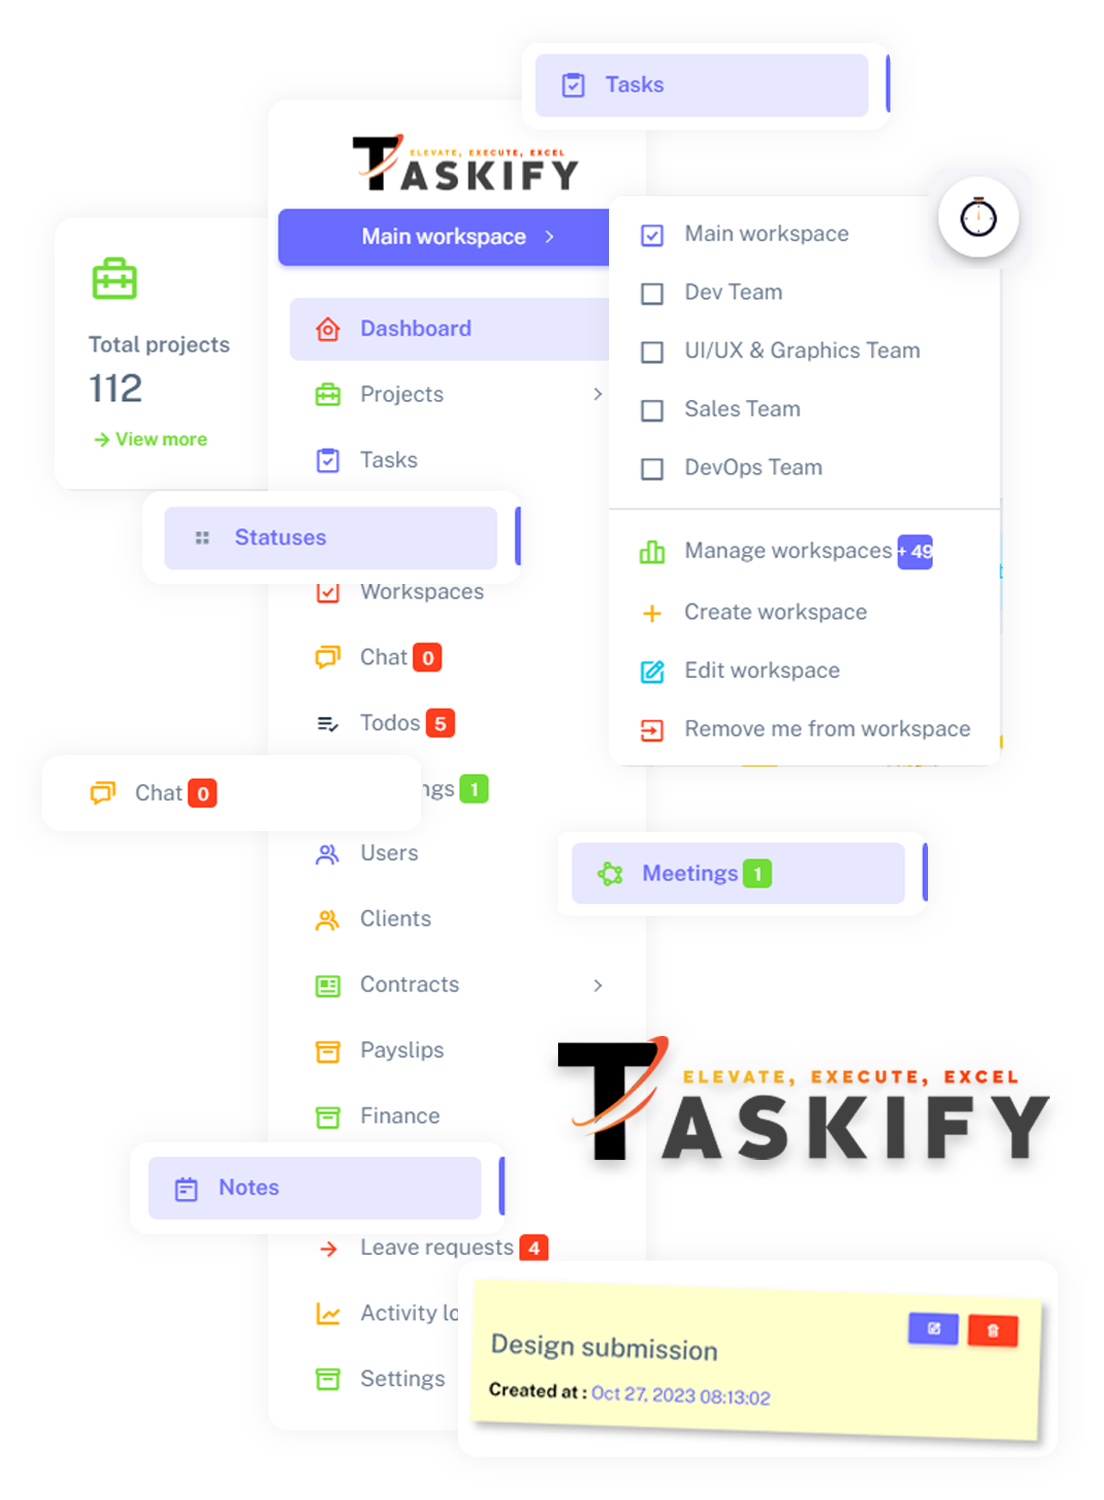 Tasks
ELEVATE, EXECUTE, EXCEL
TASKIFY
Main workspace
Main workspace
Dev Team
UI/UX & Graphics Team
Sales Team
DevOps Team
Manage workspaces + 49
Create workspace
Edit workspace
Remove me from workspace
Total projects
112
View more
Dashboard
Projects
Tasks
Statuses
Workspaces
Chat 0
Todos 5
Chat 0
ngs 1
Users
Meetings 1
Clients
Contracts
Payslips
ELEVATE, EXECUTE, EXCEL
TASKIFY
Finance
Notes
Leave requests 4
Activity lo
Settings
Design submission
Created at : Oct 27, 2023 08:13:02